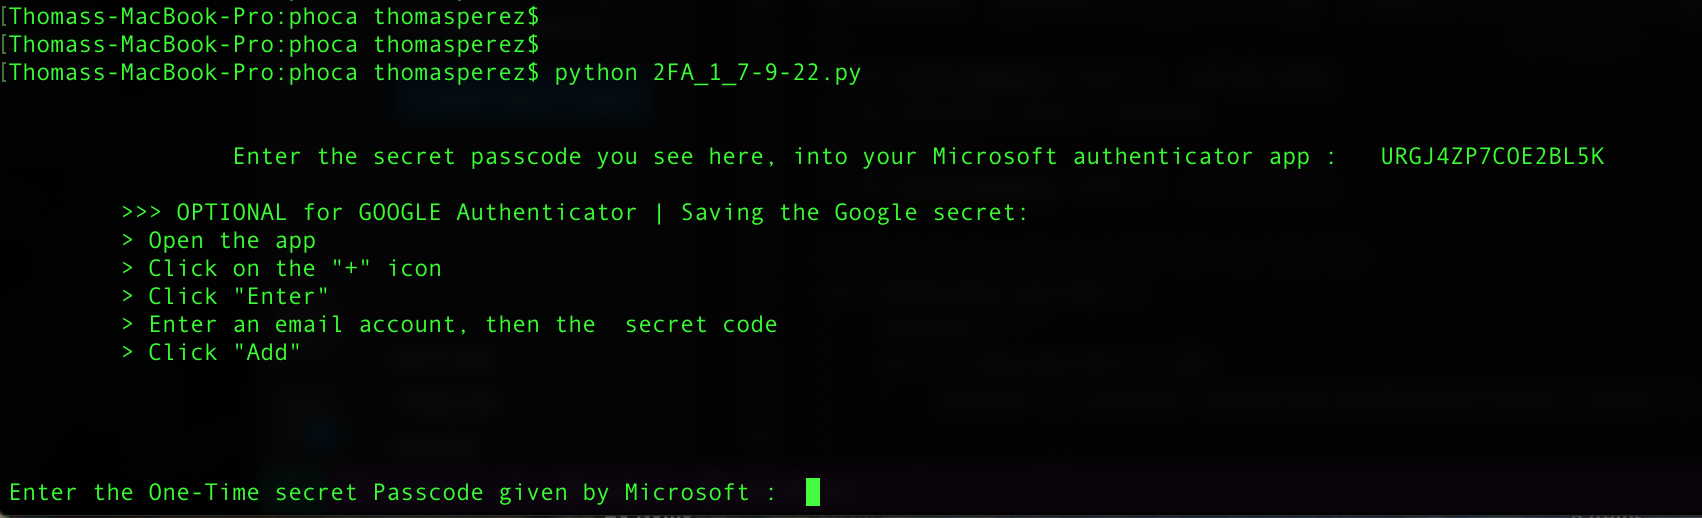 [Thomass-MacBook-Pro:phoca thomasperez$
[Thomass-MacBook-Pro:phoca thomasperez$
[Thomass-MacBook-Pro:phoca thomasperez$ python 2FA_1_7-9-22.py
Enter the secret passcode you see here, into your Microsoft authenticator app :   URGJ4ZP7COE2BL5K
>>> OPTIONAL for GOOGLE Authenticator | Saving the Google secret:
> Open the app
> Click on the "+" icon
> Click "Enter"
> Enter an email account, then the  secret code
> Click "Add"
Enter the One-Time secret Passcode given by Microsoft :